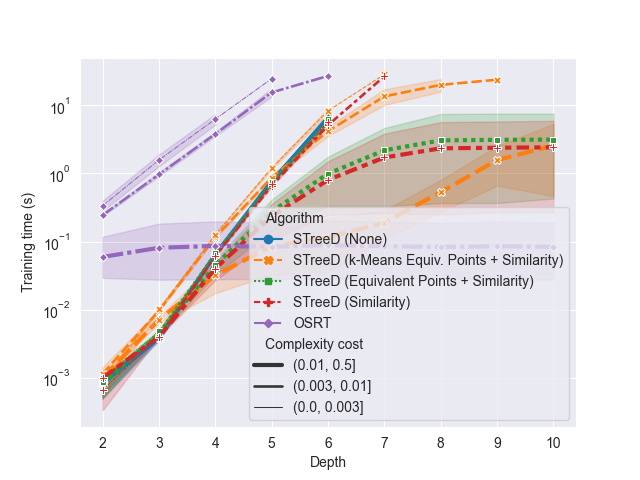 10¹
10⁰
10⁻¹
10⁻²
10⁻³
Training time (s)
Algorithm
STreeD (None)
STreeD (k-Means Equiv. Points + Similarity)
STreeD (Equivalent Points + Similarity)
STreeD (Similarity)
OSRT
Complexity cost
(0.01, 0.5]
(0.003, 0.01]
(0.0, 0.003]
2 3 4 5 6 7 8 9 10
Depth